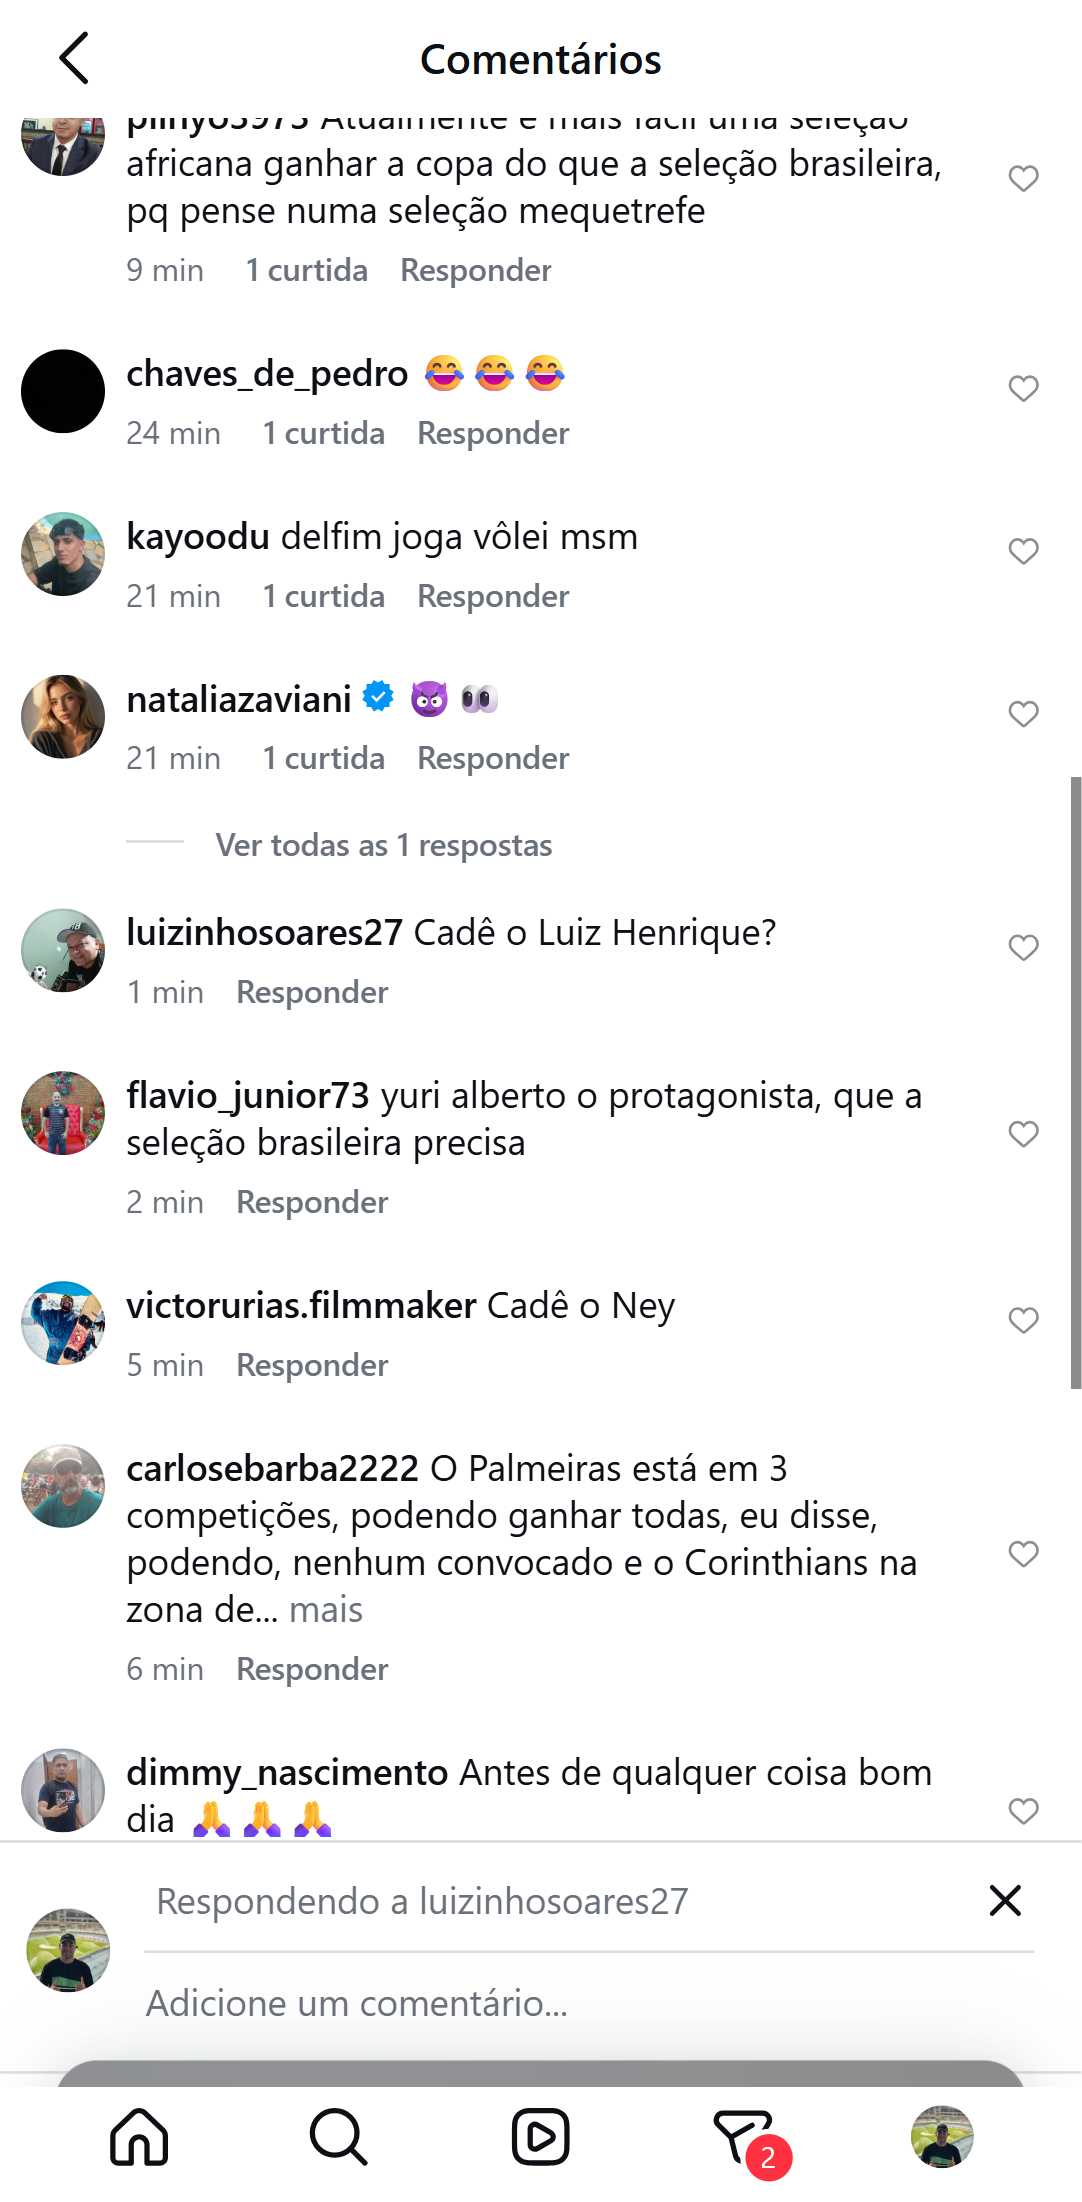 Comentários
Atualmente é mais fácil uma seleção
africana ganhar a copa do que a seleção brasileira,
pq pense numa seleção mequetrefe
9 min 1 curtida Responder
chaves_de_pedro 😂😂😂
24 min 1 curtida Responder
kayoodu delfim joga vôlei msm
21 min 1 curtida Responder
nataliazaviani 😈👀
21 min 1 curtida Responder
Ver todas as 1 respostas
luizinhosoares27 Cadê o Luiz Henrique?
1 min Responder
flavio_junior73 yuri alberto o protagonista, que a
seleção brasileira precisa
2 min Responder
victorurias.filmmaker Cadê o Ney
5 min Responder
carlosebarba2222 O Palmeiras está em 3
competições, podendo ganhar todas, eu disse,
podendo, nenhum convocado e o Corinthians na
zona de... mais
6 min Responder
dimmy_nascimento Antes de qualquer coisa bom
dia 🙏🙏🙏
Respondendo a luizinhosoares27
Adicione um comentário...
2